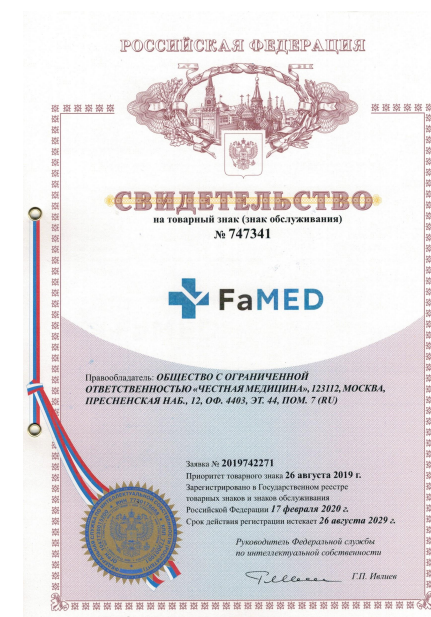 РОССИЙСКАЯ ФЕДЕРАЦИЯ
СВИДЕТЕЛЬСТВО
на товарный знак (знак обслуживания)
№ 747341
FaMED
Правообладатель: ОБЩЕСТВО С ОГРАНИЧЕННОЙ
ОТВЕТСТВЕННОСТЬЮ «ЧЕСТНАЯ МЕДИЦИНА», 123112, МОСКВА,
ПРЕСНЕНСКАЯ НАБ., 12, ОФ. 4403, ЭТ. 44, ПОМ. 7 (RU)
Заявка № 2019742271
Приоритет товарного знака 26 августа 2019 г.
Зарегистрировано в Государственном реестре
товарных знаков и знаков обслуживания
Российской Федерации 17 февраля 2020 г.
Срок действия регистрации истекает 26 августа 2029 г.
Руководитель Федеральной службы
по интеллектуальной собственности
Г.П. Ивлиев